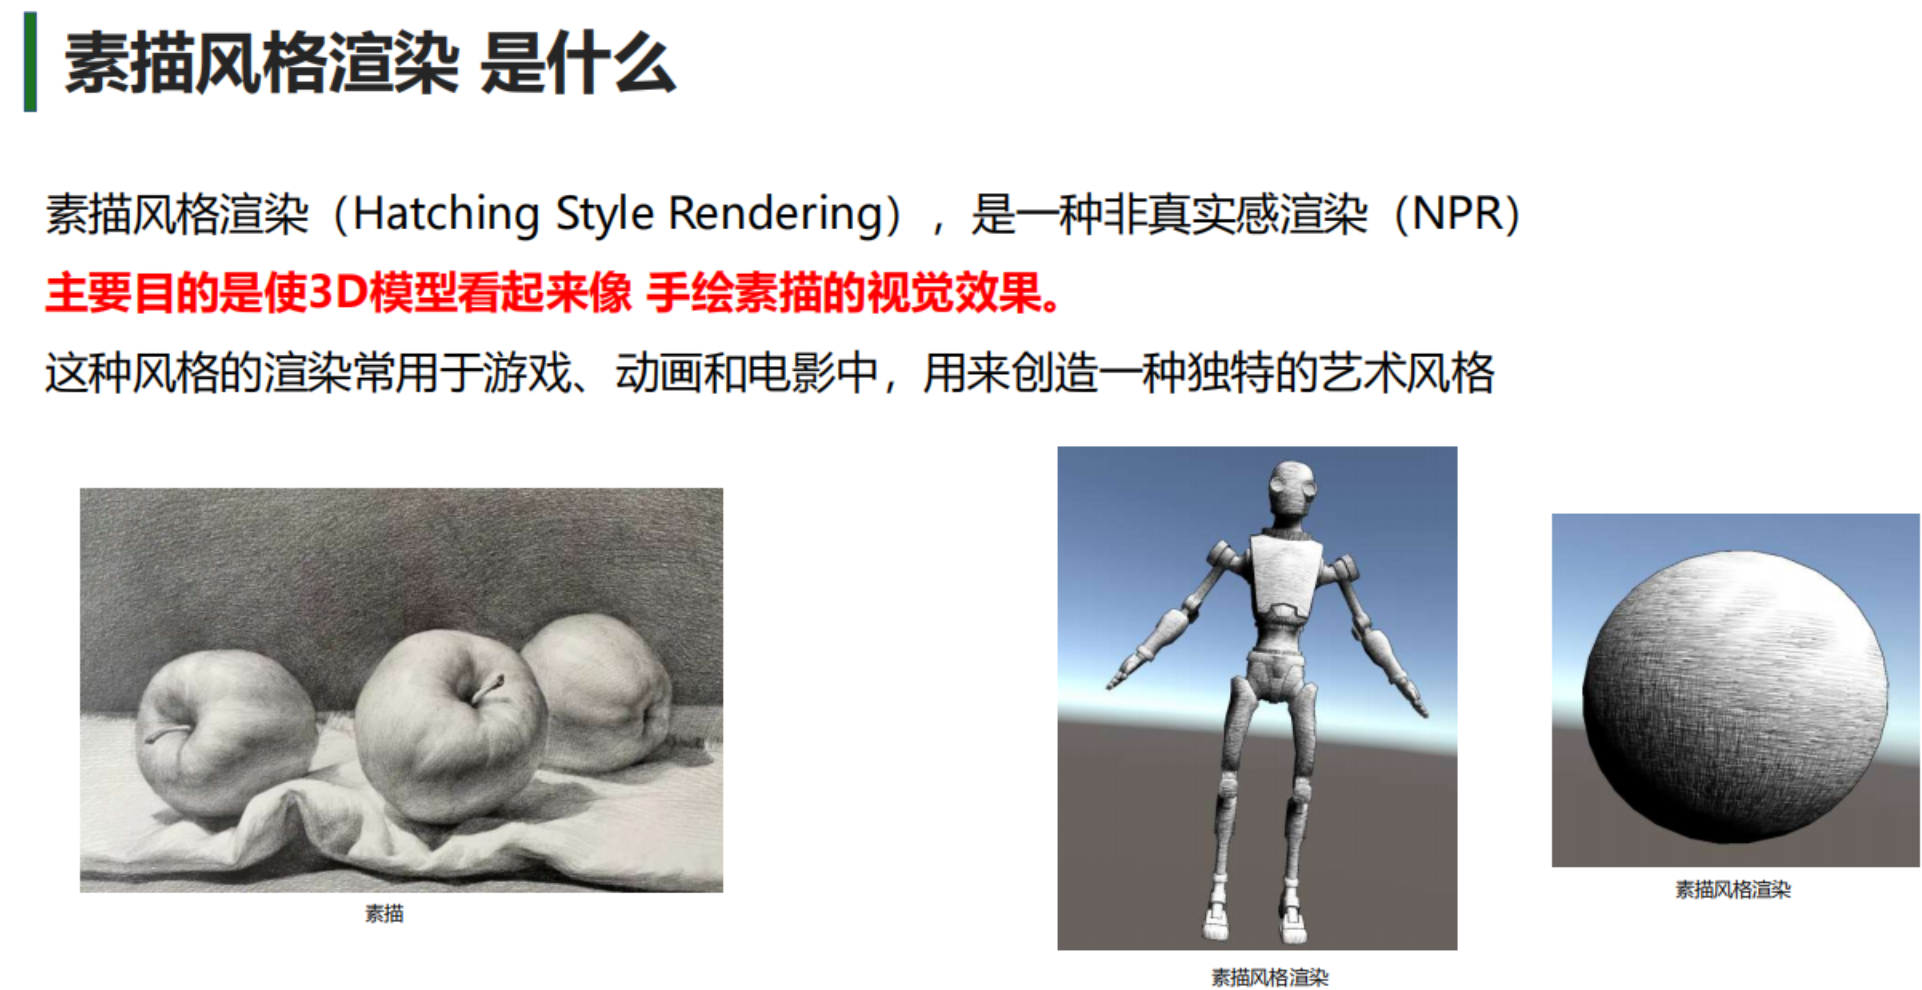 素描风格渲染 是什么
素描风格渲染（Hatching Style Rendering），是一种非真实感渲染（NPR）
主要目的是使3D模型看起来像 手绘素描的视觉效果。
这种风格的渲染常用于游戏、动画和电影中，用来创造一种独特的艺术风格
素描
素描风格渲染
素描风格渲染